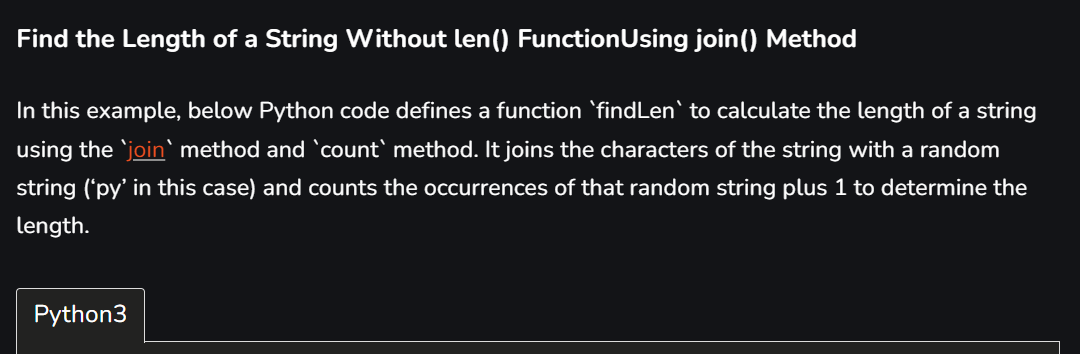 Find the Length of a String Without len() FunctionUsing join() Method
In this example, below Python code defines a function `findLen` to calculate the length of a string
using the `join` method and `count` method. It joins the characters of the string with a random
string (‘py’ in this case) and counts the occurrences of that random string plus 1 to determine the
length.
Python3